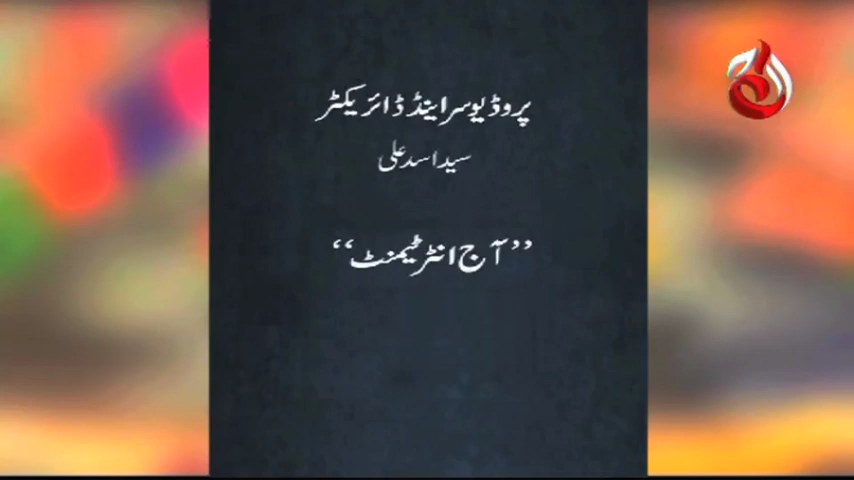 پروڈیوسر اینڈ ڈائریکٹر
سید اسد علی
”آج انٹرٹیمنٹ“